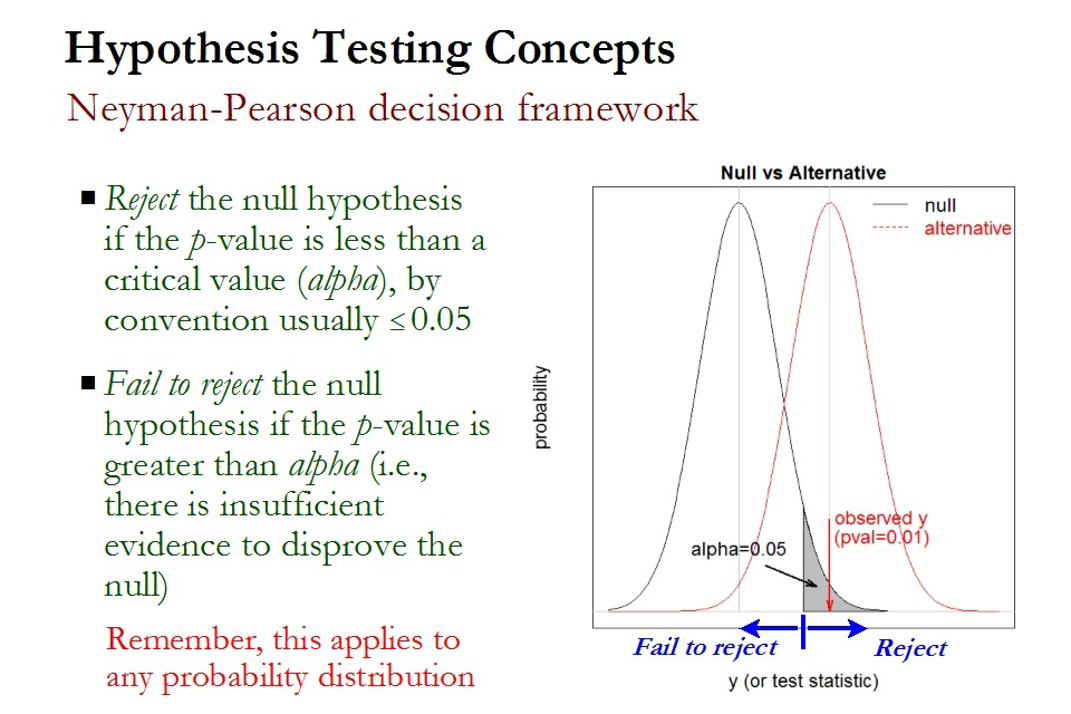 Hypothesis Testing Concepts
Neyman-Pearson decision framework
■ Reject the null hypothesis
if the p-value is less than a
critical value (alpha), by
convention usually ≤0.05
■ Fail to reject the null
hypothesis if the p-value is
greater than alpha (i.e.,
there is insufficient
evidence to disprove the
null)
Remember, this applies to
any probability distribution
Null vs Alternative
null
alternative
probability
observed y
(pval=0.01)
alpha=0.05
Fail to reject
Reject
y (or test statistic)